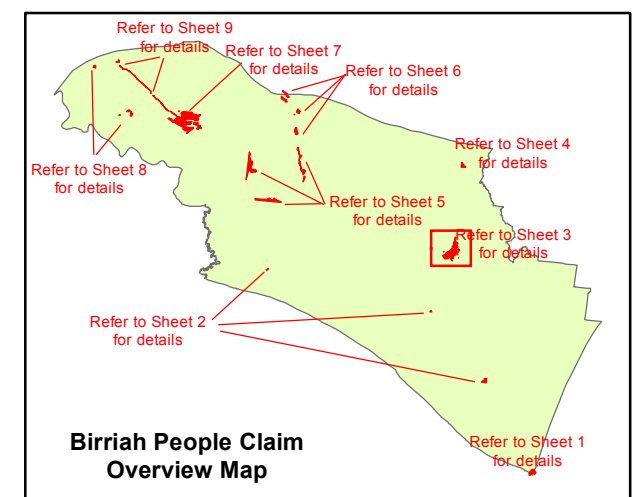 Refer to Sheet 9
for details
Refer to Sheet 7
for details
Refer to Sheet 6
for details
Refer to Sheet 4
for details
Refer to Sheet 8
for details
Refer to Sheet 5
for details
Refer to Sheet 3
for details
Refer to Sheet 2
for details
Refer to Sheet 1
for details
Birriah People Claim
Overview Map